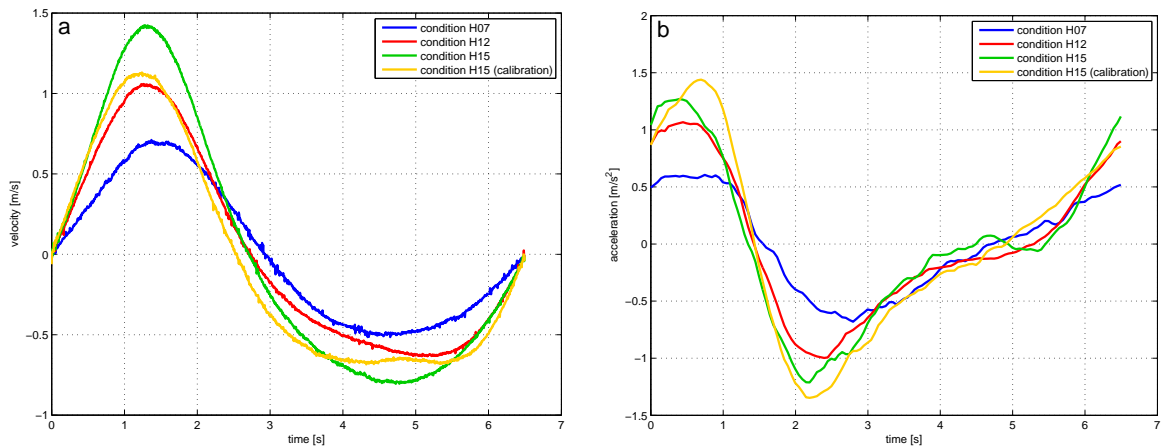 a
condition H07
condition H12
condition H15
condition H15 (calibration)
1.5
1
0.5
0
−0.5
−1
velocity [m/s]
0 1 2 3 4 5 6 7
time [s]
b
condition H07
condition H12
condition H15
condition H15 (calibration)
2
1.5
1
0.5
0
−0.5
−1
−1.5
acceleration [m/s²]
0 1 2 3 4 5 6 7
time [s]